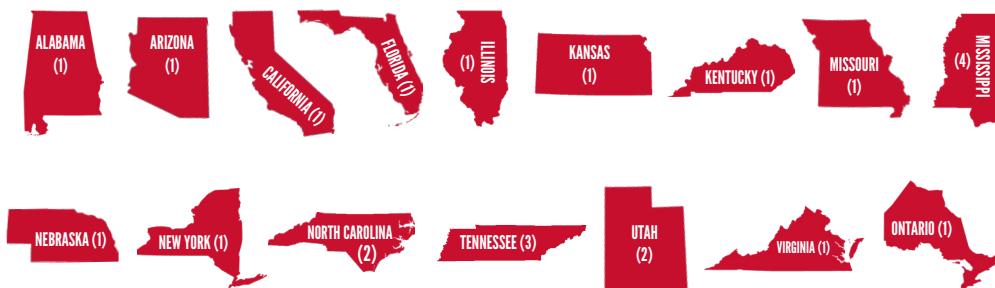 ALABAMA
(1)
ARIZONA
(1)
CALIFORNIA (1)
FLORIDA (1)
(1)
ILLINOIS
KANSAS
(1)
KENTUCKY (1)
MISSOURI
(1)
(4)
MISSISSIPPI
NEBRASKA (1)
NEW YORK (1)
NORTH CAROLINA
(2)
TENNESSEE (3)
UTAH
(2)
VIRGINIA (1)
ONTARIO (1)